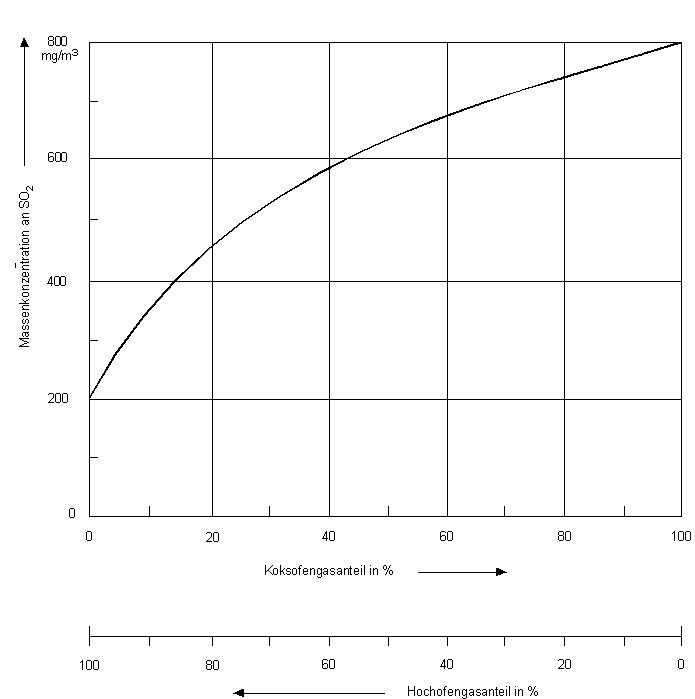 800
mg/m³
600
400
200
0
Massenkonzentration an SO₂
0 20 40 60 80 100
Koksofengasanteil in %
100 80 60 40 20 0
Hochofengasanteil in %